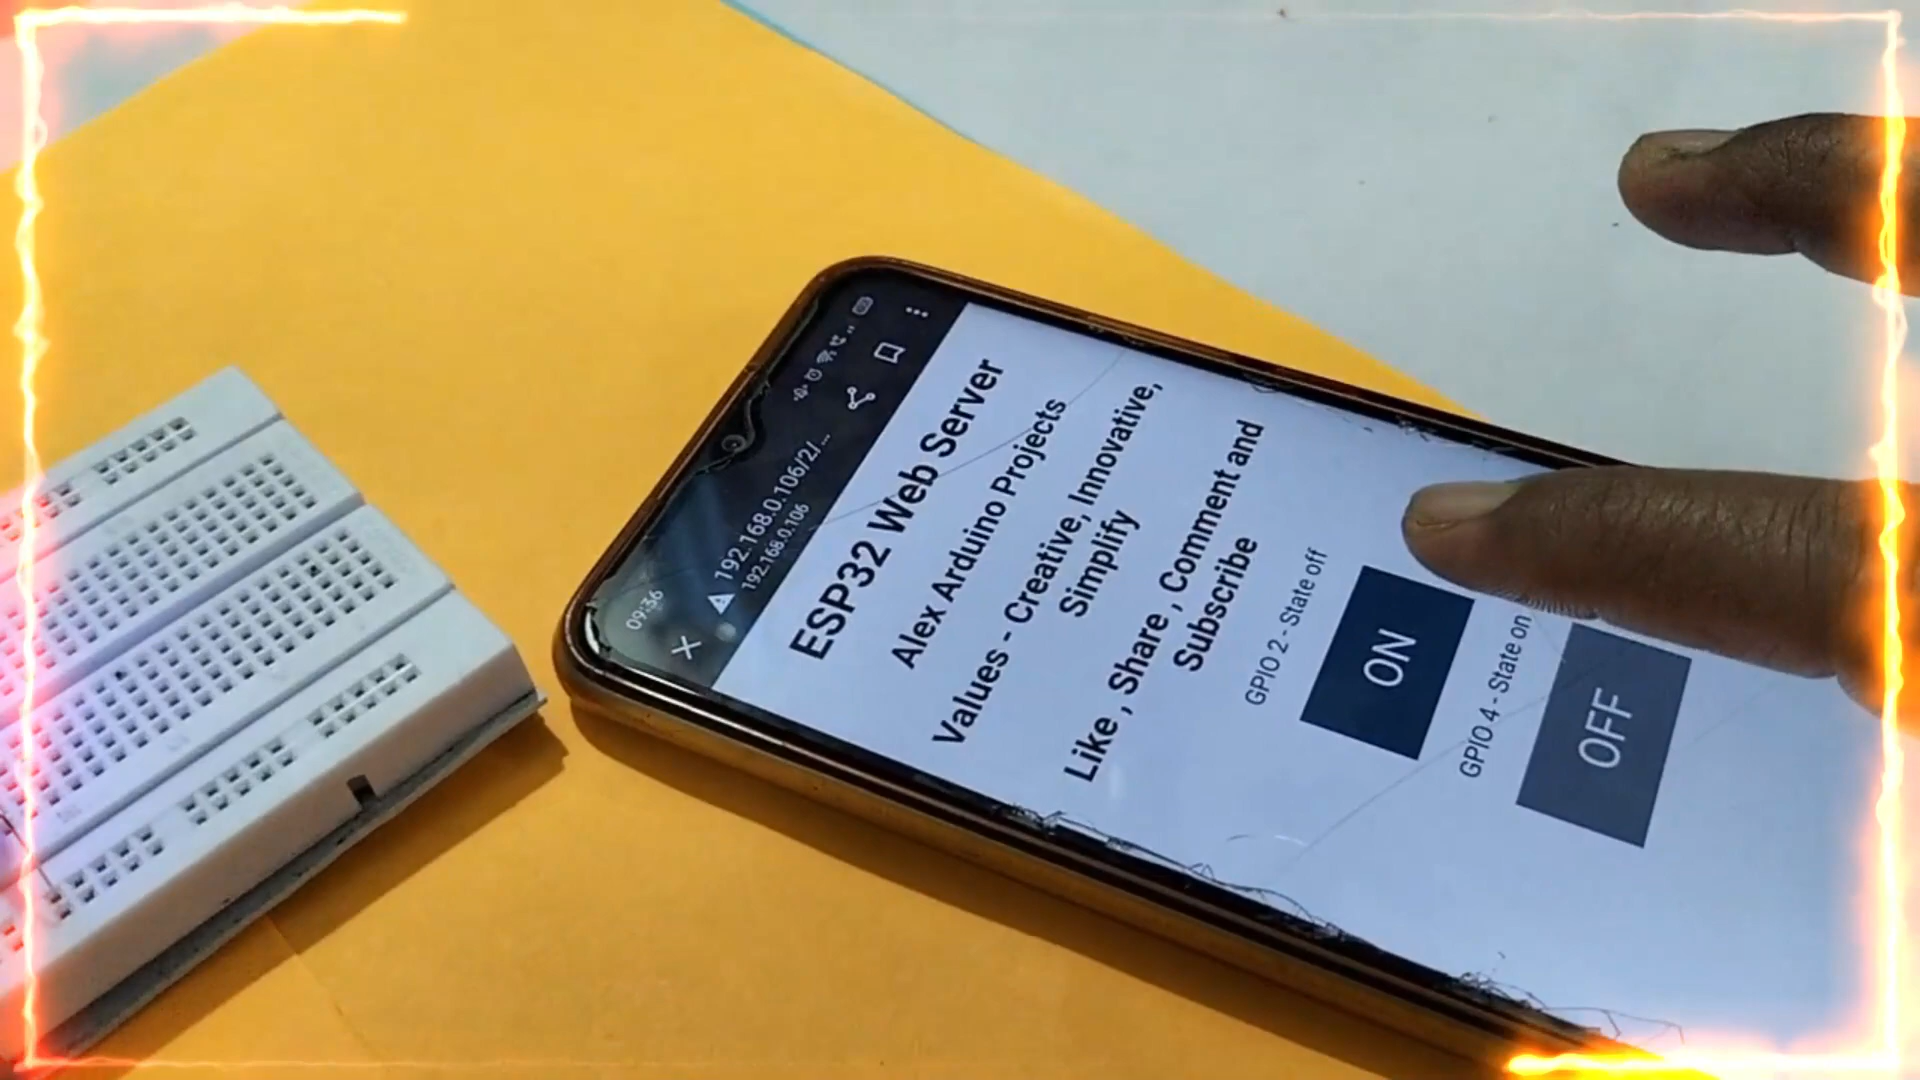 09:36
192.168.0.106/2/...
192.168.0.106
ESP32 Web Server
Alex Arduino Projects
Values - Creative, Innovative,
Simplify
Like , Share , Comment and
Subscribe
GPIO 2 - State off
ON
GPIO 4 - State on
OFF